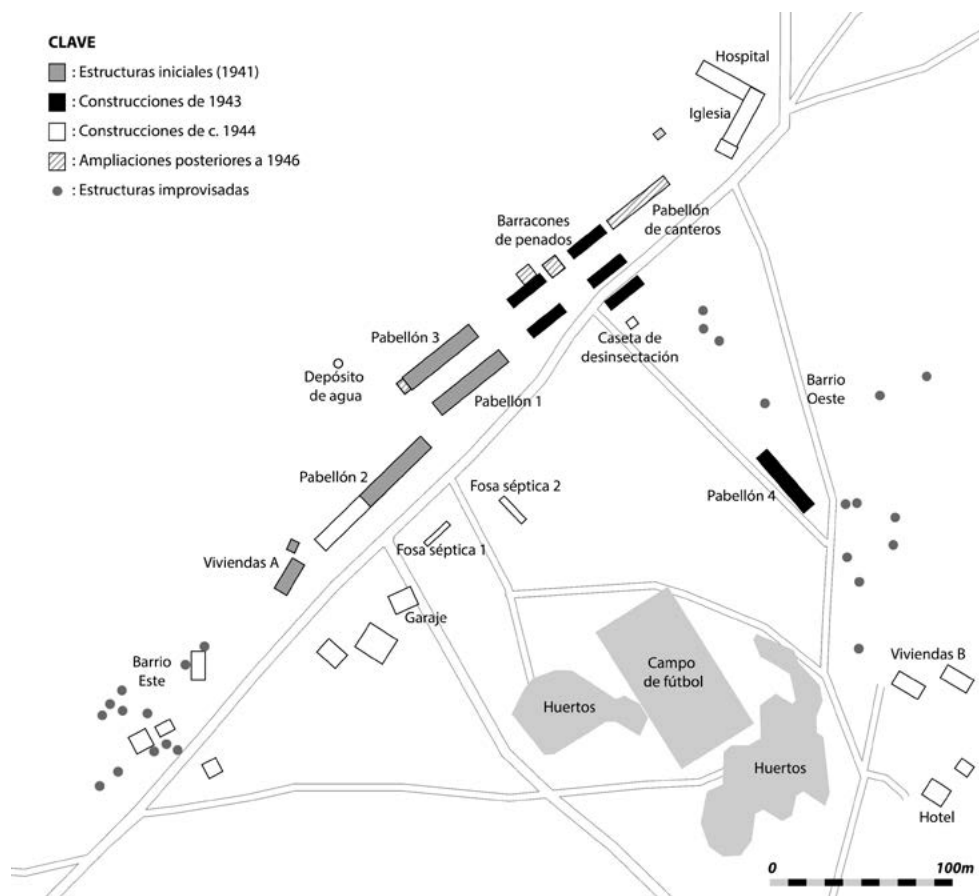 CLAVE
: Estructuras iniciales (1941)
: Construcciones de 1943
: Construcciones de c. 1944
: Ampliaciones posteriores a 1946
: Estructuras improvisadas
Hospital
Iglesia
Pabellón
de canteros
Barracones
de penados
Pabellón 3
Depósito
de agua
Pabellón 1
Caseta de
desinsectación
Barrio
Oeste
Pabellón 2
Fosa séptica 2
Pabellón 4
Fosa séptica 1
Viviendas A
Garaje
Barrio
Este
Campo
de fútbol
Viviendas B
Huertos
Huertos
Hotel
0
100m